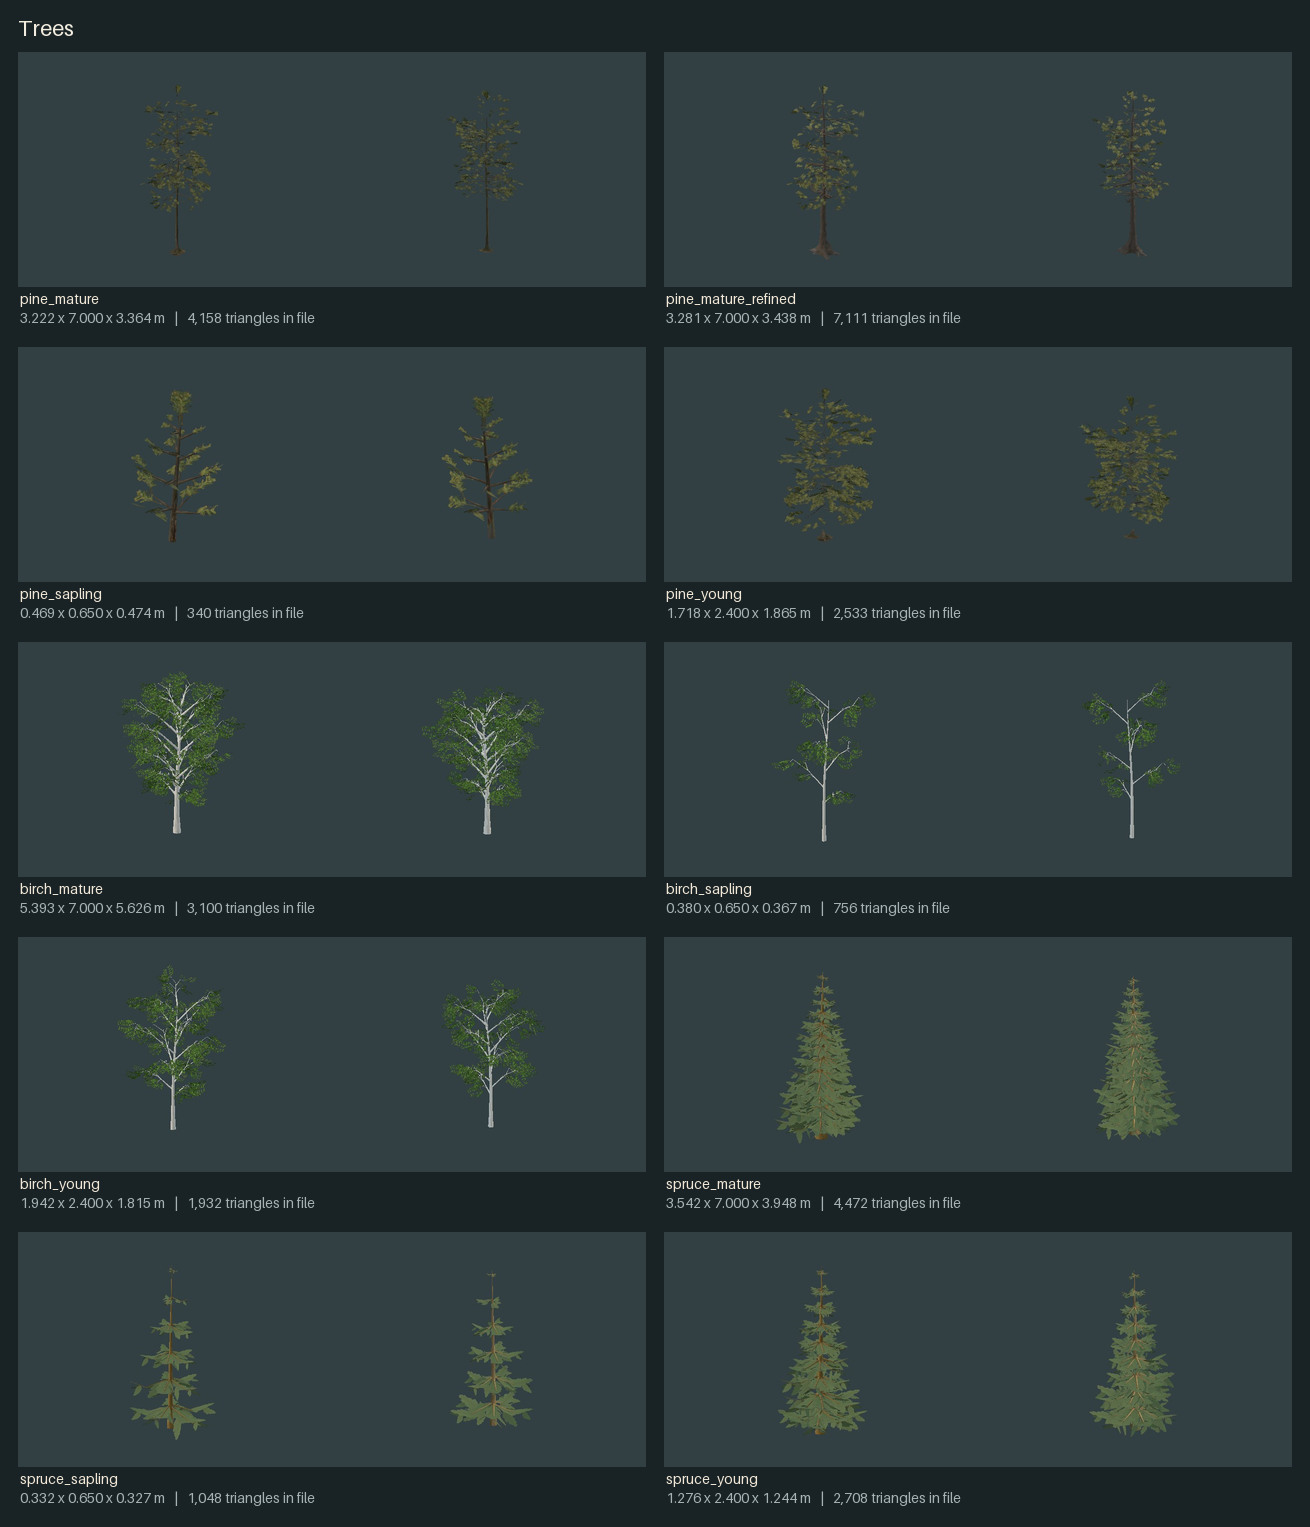 Trees
pine_mature
3.222 x 7.000 x 3.364 m | 4,158 triangles in file
pine_mature_refined
3.281 x 7.000 x 3.438 m | 7,111 triangles in file
pine_sapling
0.469 x 0.650 x 0.474 m | 340 triangles in file
pine_young
1.718 x 2.400 x 1.865 m | 2,533 triangles in file
birch_mature
5.393 x 7.000 x 5.626 m | 3,100 triangles in file
birch_sapling
0.380 x 0.650 x 0.367 m | 756 triangles in file
birch_young
1.942 x 2.400 x 1.815 m | 1,932 triangles in file
spruce_mature
3.542 x 7.000 x 3.948 m | 4,472 triangles in file
spruce_sapling
0.332 x 0.650 x 0.327 m | 1,048 triangles in file
spruce_young
1.276 x 2.400 x 1.244 m | 2,708 triangles in file